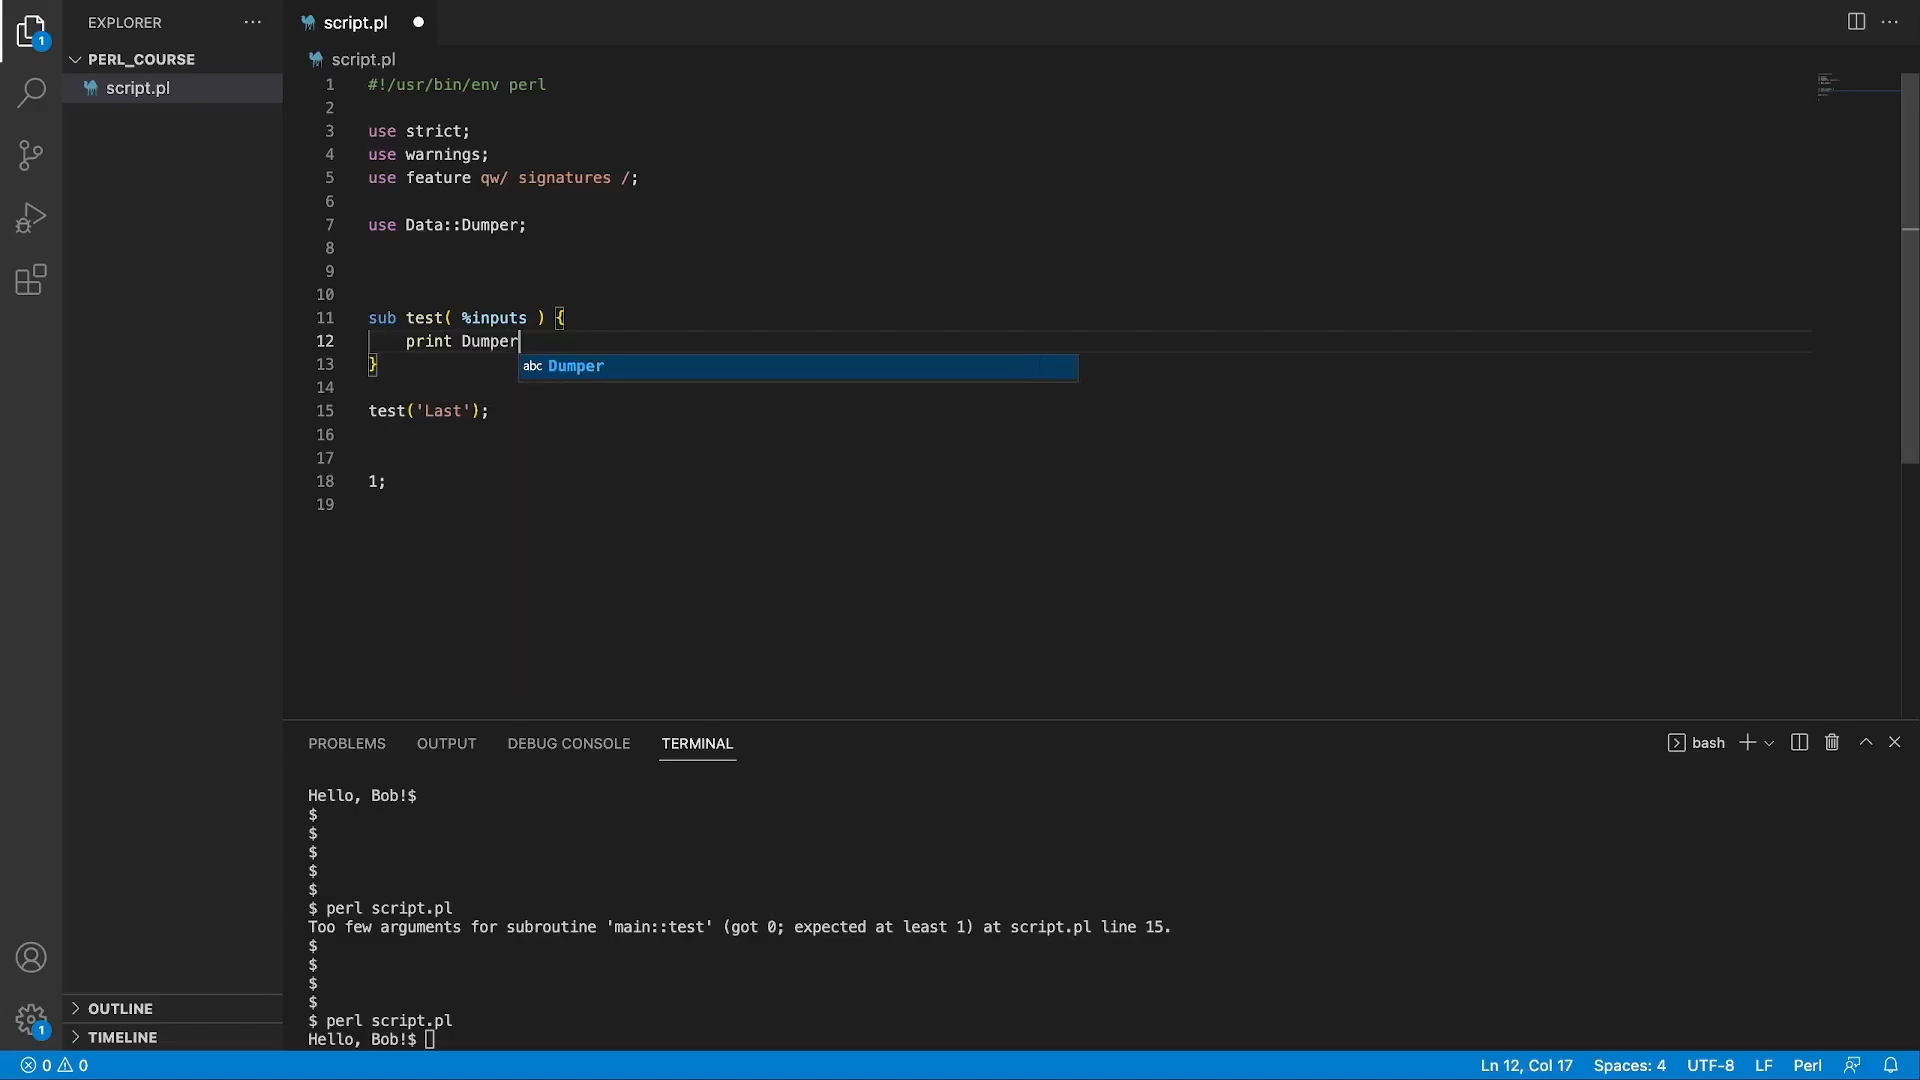 EXPLORER
script.pl
1
PERL_COURSE
script.pl
script.pl
1 #!/usr/bin/env perl
2
3 use strict;
4 use warnings;
5 use feature qw/ signatures /;
6
7 use Data::Dumper;
8
9
10
11 sub test( %inputs ) {
12 print Dumper
13 }
abc Dumper
14
15 test('Last');
16
17
18 1;
19
PROBLEMS OUTPUT DEBUG CONSOLE TERMINAL
bash
Hello, Bob!$
$
$
$
$
$
$ perl script.pl
Too few arguments for subroutine 'main::test' (got 0; expected at least 1) at script.pl line 15.
$
$
$
$
$ perl script.pl
Hello, Bob!$
OUTLINE
1
TIMELINE
0 0
Ln 12, Col 17 Spaces: 4 UTF-8 LF Perl